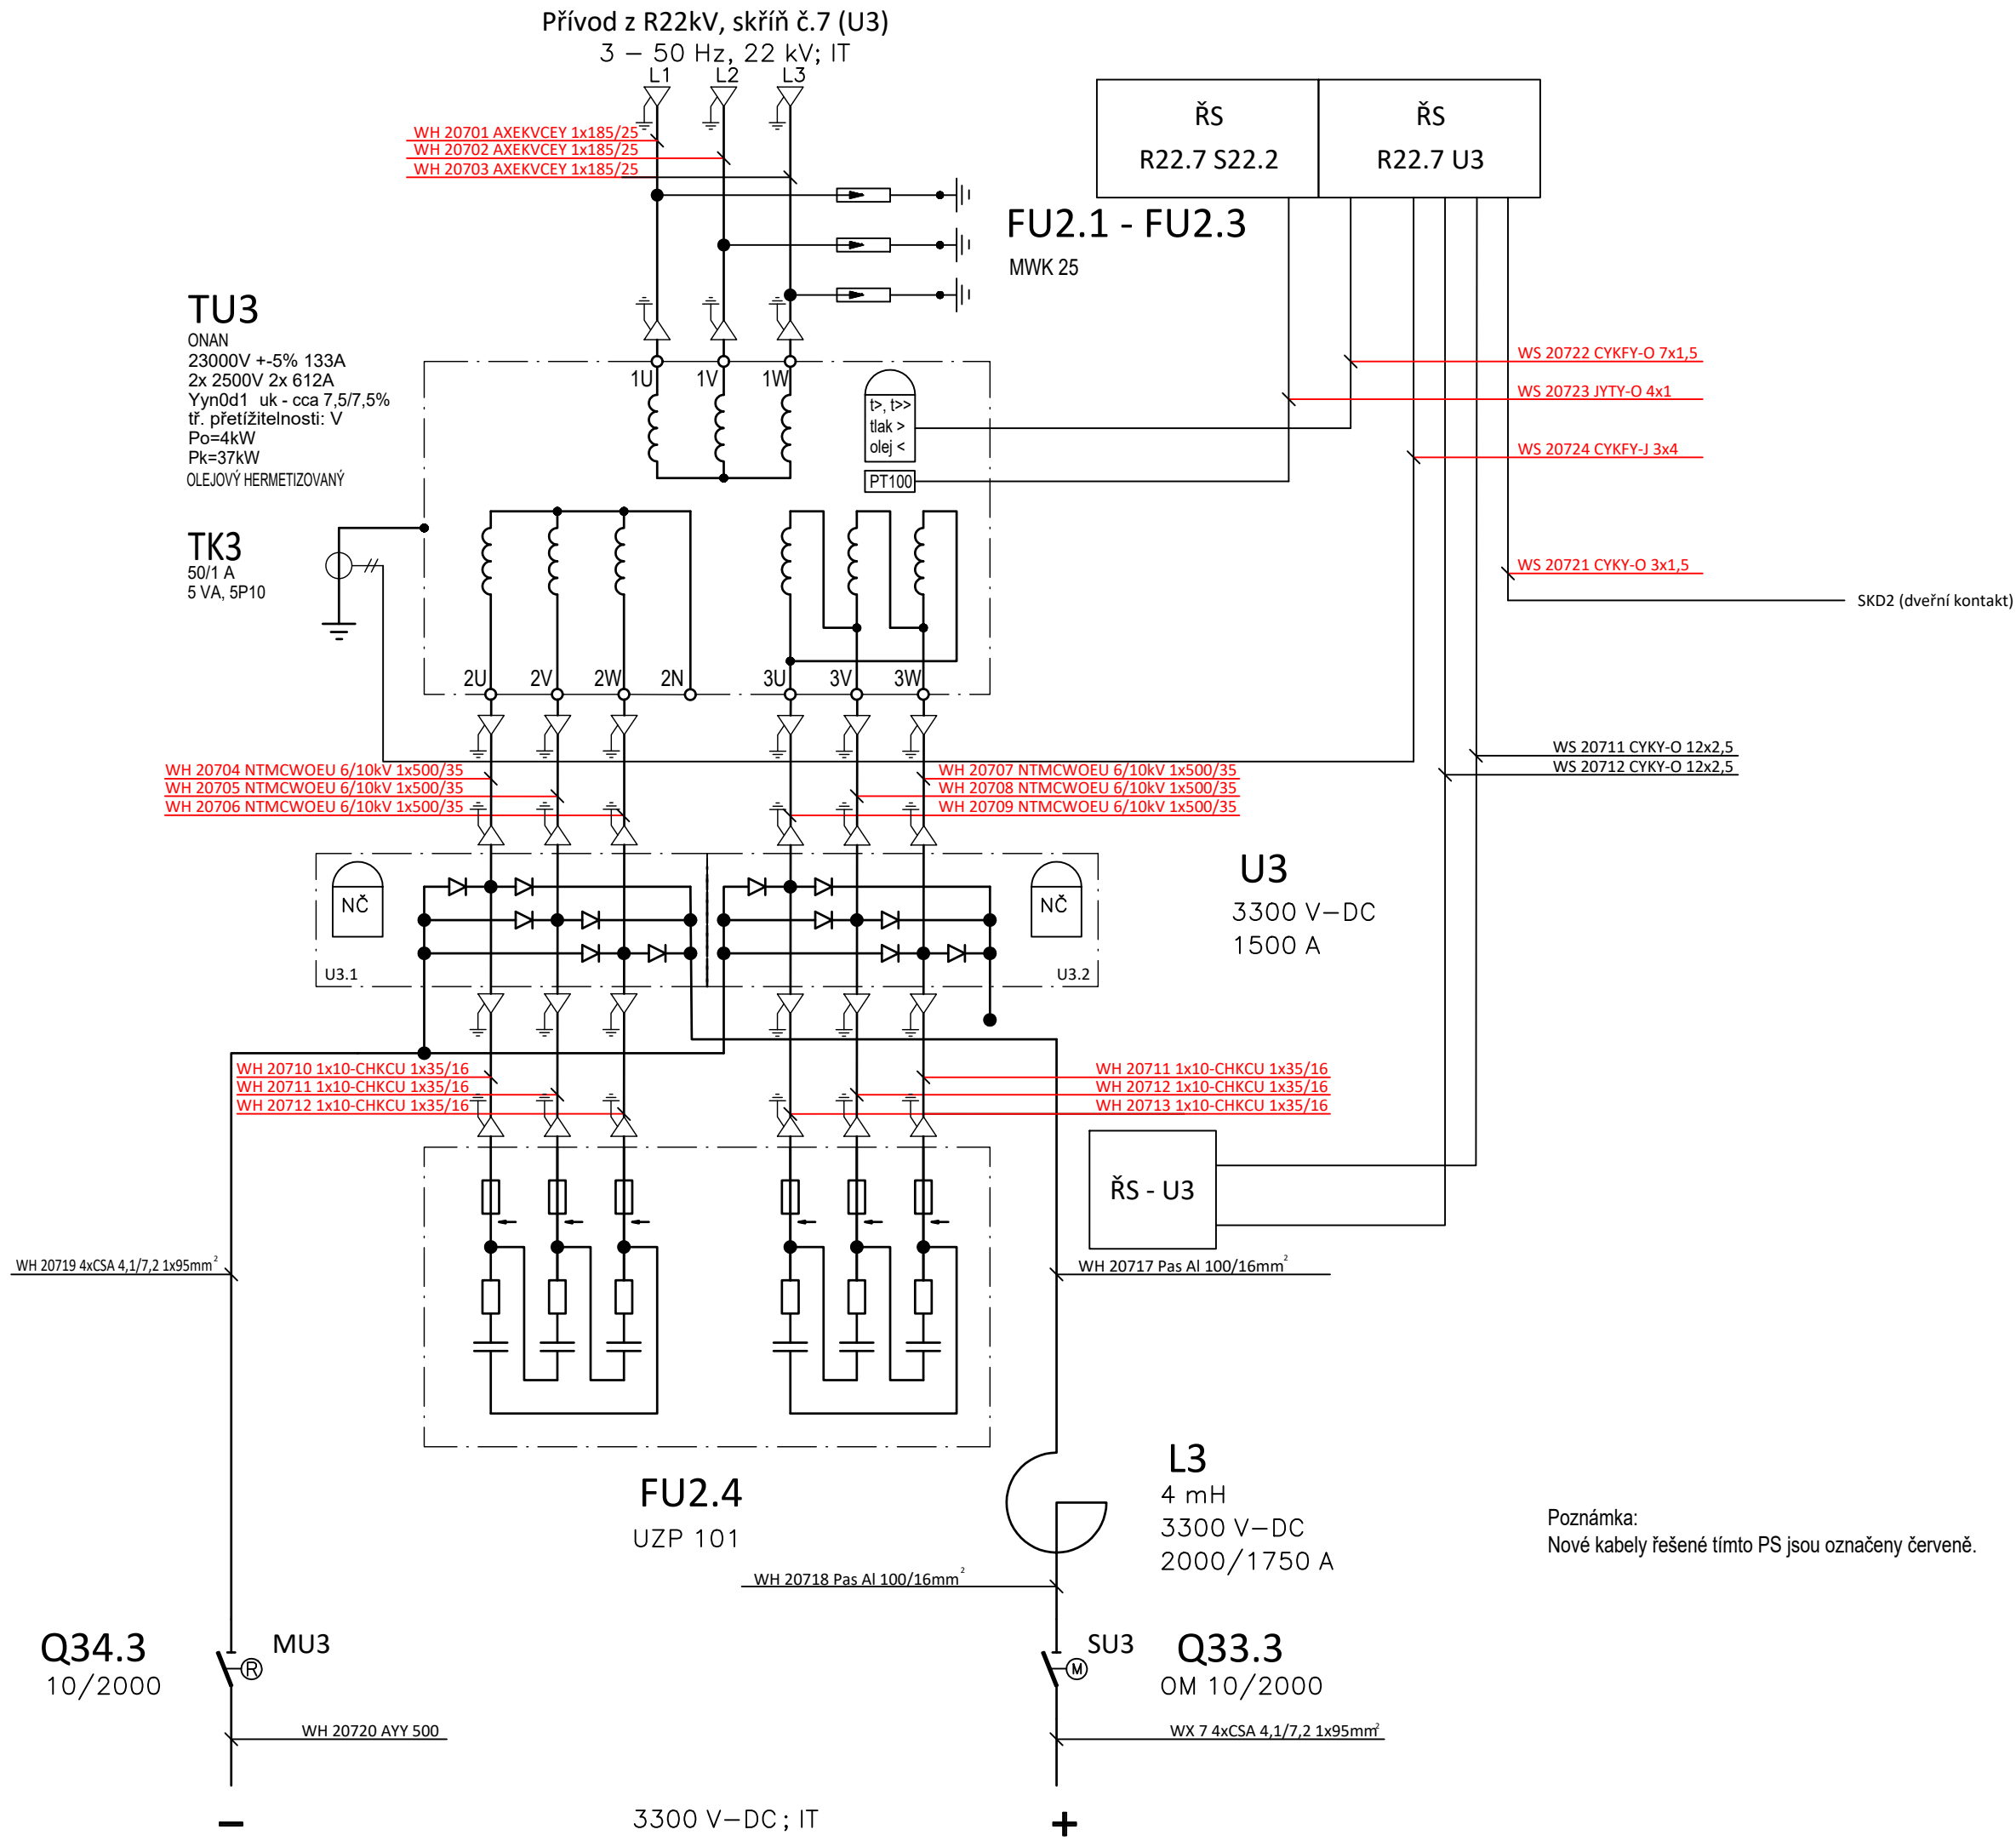 Přívod z R22kV, skříň č.7 (U3)
3 – 50 Hz, 22 kV; IT
L1
L2
L3
WH 20701 AXEKVCEY 1x185/25
WH 20702 AXEKVCEY 1x185/25
WH 20703 AXEKVCEY 1x185/25
ŘS
R22.7 S22.2
ŘS
R22.7 U3
FU2.1 - FU2.3
MWK 25
TU3
ONAN
23000V +-5% 133A
2x 2500V 2x 612A
Yyn0d1 uk - cca 7,5/7,5%
tř. přetížitelnosti: V
Po=4kW
Pk=37kW
OLEJOVÝ HERMETIZOVANÝ
1U
1V
1W
t>, t>>
tlak >
olej <
PT100
WS 20722 CYKFY-O 7x1,5
WS 20723 JYTY-O 4x1
WS 20724 CYKFY-J 3x4
WS 20721 CYKY-O 3x1,5
SKD2 (dveřní kontakt)
TK3
50/1 A
5 VA, 5P10
2U
2V
2W
2N
3U
3V
3W
WS 20711 CYKY-O 12x2,5
WS 20712 CYKY-O 12x2,5
WH 20704 NTMCWOEU 6/10kV 1x500/35
WH 20705 NTMCWOEU 6/10kV 1x500/35
WH 20706 NTMCWOEU 6/10kV 1x500/35
WH 20707 NTMCWOEU 6/10kV 1x500/35
WH 20708 NTMCWOEU 6/10kV 1x500/35
WH 20709 NTMCWOEU 6/10kV 1x500/35
NČ
U3.1
NČ
U3.2
U3
3300 V–DC
1500 A
WH 20710 1x10-CHKCU 1x35/16
WH 20711 1x10-CHKCU 1x35/16
WH 20712 1x10-CHKCU 1x35/16
WH 20711 1x10-CHKCU 1x35/16
WH 20712 1x10-CHKCU 1x35/16
WH 20713 1x10-CHKCU 1x35/16
ŘS - U3
WH 20719 4xCSA 4,1/7,2 1x95mm²
WH 20717 Pas Al 100/16mm²
FU2.4
UZP 101
L3
4 mH
3300 V–DC
2000/1750 A
Poznámka:
Nové kabely řešené tímto PS jsou označeny červeně.
WH 20718 Pas Al 100/16mm²
Q34.3
10/2000
MU3
R
SU3
M
Q33.3
OM 10/2000
WH 20720 AYY 500
WX 7 4xCSA 4,1/7,2 1x95mm²
–
3300 V–DC; IT
+